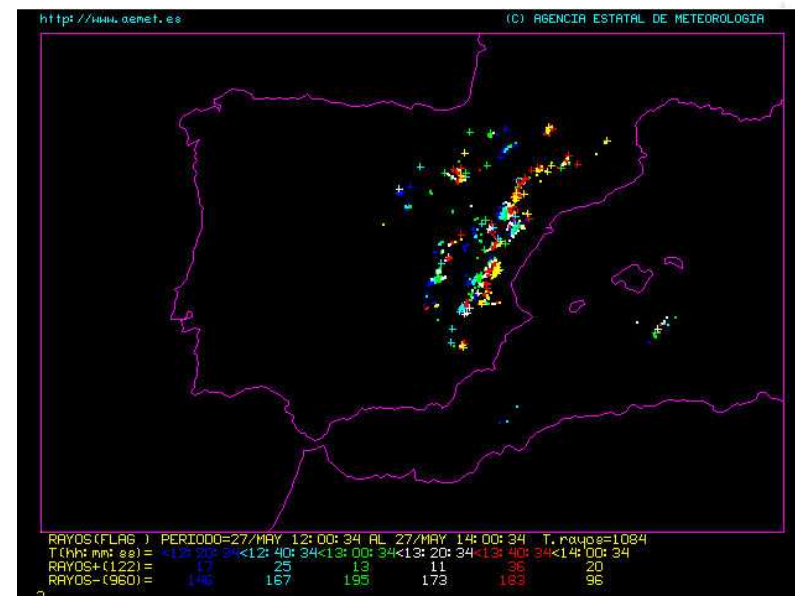 http://www.aemet.es (C) AGENCIA ESTATAL DE METEOROLOGIA
RAYOS(FLAG ) PERIODO=27/MAY 12:00:34 AL 27/MAY 14:00:34 T.rayos=1084
T(hh:mm:ss)= <12:20:34<12:40:34<13:00:34<13:20:34<13:40:34<14:00:34
RAYOS+(122)= 17 25 13 11 36 20
RAYOS-(960)= 146 167 195 173 183 96